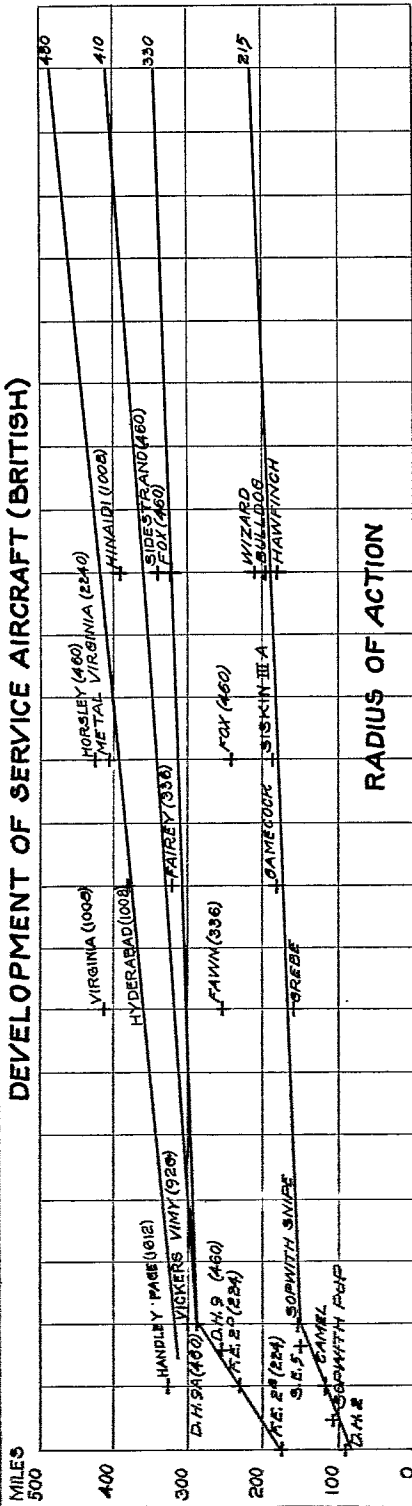 DEVELOPMENT OF SERVICE AIRCRAFT (BRITISH)
MILES
500
400
300
200
100
0
480
410
330
215
HORSLEY (460)
METAL VIRGINIA (2240)
HINAIDI (1008)
VIRGINIA (1008)
HYDERABAD (1008)
SIDESTRAND (460)
FOX (460)
HANDLEY-PAGE (1612)
VICKERS VIMY (920)
FAIREY (336)
D.H.9A (460)
D.H.9 (460)
F.E.2D (224)
FAWN (336)
FOX (460)
WIZARD
BULLDOG
HAWFINCH
F.E.2B (224)
S.E.5
SOPWITH SNIPE
GREBE
GAMECOCK
SISKIN III A
CAMEL
SOPWITH PUP
D.H.2
RADIUS OF ACTION